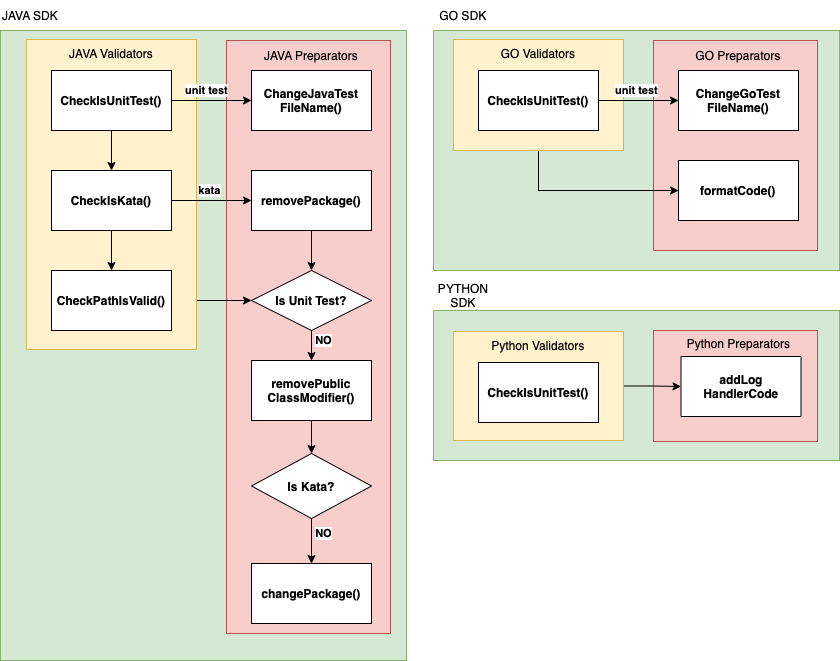 JAVA SDK
JAVA Validators
JAVA Preparators
CheckIsUnitTest()
unit test
ChangeJavaTest
FileName()
CheckIsKata()
kata
removePackage()
CheckPathIsValid()
Is Unit Test?
NO
removePublic
ClassModifier()
Is Kata?
NO
changePackage()
GO SDK
GO Validators
GO Preparators
CheckIsUnitTest()
unit test
ChangeGoTest
FileName()
formatCode()
PYTHON
SDK
Python Validators
Python Preparators
CheckIsUnitTest()
addLog
HandlerCode